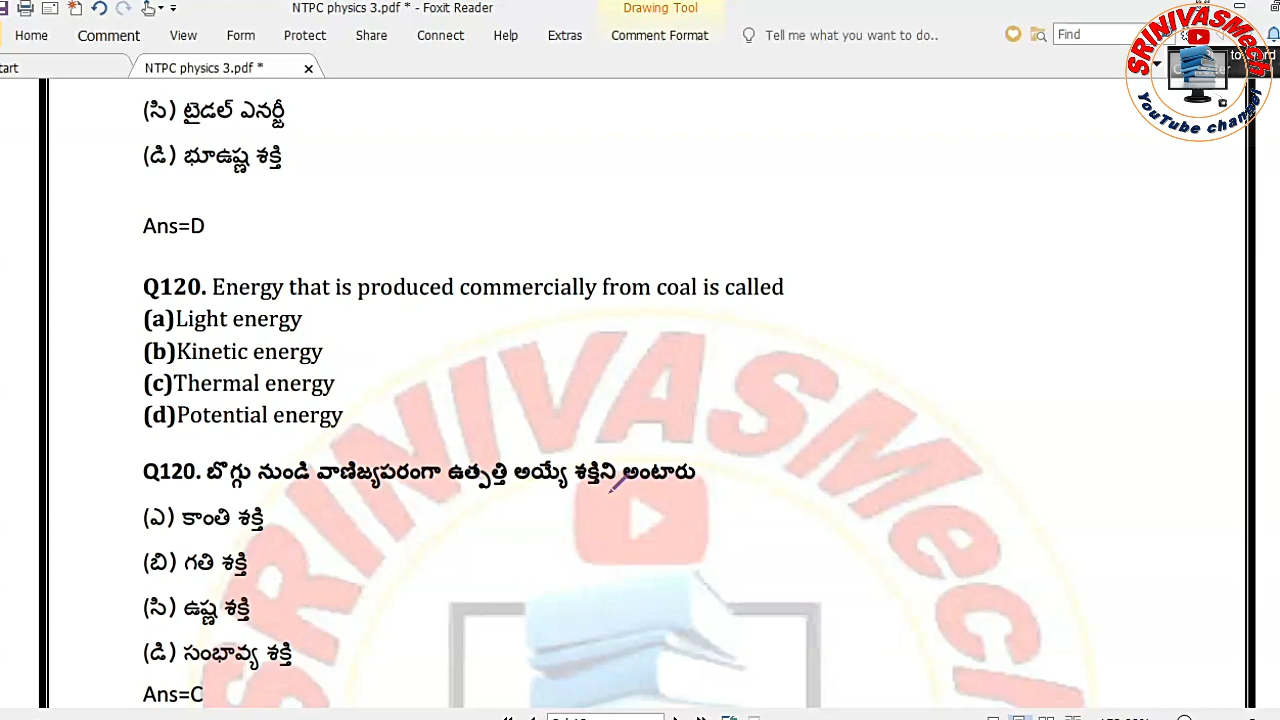 NTPC physics 3.pdf * - Foxit Reader
Drawing Tool
Home Comment View Form Protect Share Connect Help Extras Comment Format Tell me what you want to do.. Find
tart NTPC physics 3.pdf *
SRINIVASMech
YouTube channel
(సి) టైడల్ ఎనర్జీ
(డి) భూఉష్ణ శక్తి
Ans=D
Q120. Energy that is produced commercially from coal is called
(a)Light energy
(b)Kinetic energy
(c)Thermal energy
(d)Potential energy
Q120. బొగ్గు నుండి వాణిజ్యపరంగా ఉత్పత్తి అయ్యే శక్తిని అంటారు
(ఎ) కాంతి శక్తి
(బి) గతి శక్తి
(సి) ఉష్ణ శక్తి
(డి) సంభావ్య శక్తి
Ans=C
SRINIVASMech